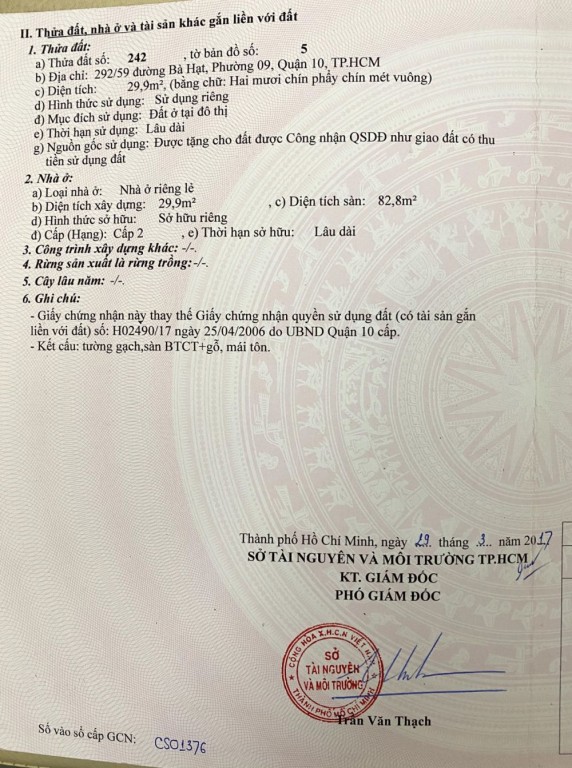 II. Thửa đất, nhà ở và tài sản khác gắn liền với đất
1. Thửa đất:
a) Thửa đất số: 242 , tờ bản đồ số: 5
b) Địa chỉ: 292/59 đường Bà Hạt, Phường 09, Quận 10, TP.HCM
c) Diện tích: 29,9m², (bằng chữ: Hai mươi chín phẩy chín mét vuông)
d) Hình thức sử dụng: Sử dụng riêng
đ) Mục đích sử dụng: Đất ở tại đô thị
e) Thời hạn sử dụng: Lâu dài
g) Nguồn gốc sử dụng: Được tặng cho đất được Công nhận QSDĐ như giao đất có thu
tiền sử dụng đất
2. Nhà ở:
a) Loại nhà ở: Nhà ở riêng lẻ
b) Diện tích xây dựng: 29,9m² , c) Diện tích sàn: 82,8m²
d) Hình thức sở hữu: Sở hữu riêng
đ) Cấp (Hạng): Cấp 2 , e) Thời hạn sở hữu: Lâu dài
3. Công trình xây dựng khác: -/-.
4. Rừng sản xuất là rừng trồng: -/-.
5. Cây lâu năm: -/-.
6. Ghi chú:
- Giấy chứng nhận này thay thế Giấy chứng nhận quyền sử dụng đất (có tài sản gắn
liền với đất) số: H02490/17 ngày 25/04/2006 do UBND Quận 10 cấp.
- Kết cấu: tường gạch,sàn BTCT+gỗ, mái tôn.
Thành phố Hồ Chí Minh, ngày 29 tháng 3 năm 2017
SỞ TÀI NGUYÊN VÀ MÔI TRƯỜNG TP.HCM
KT. GIÁM ĐỐC
PHÓ GIÁM ĐỐC
CỘNG HÒA X.H.C.N VIỆT NAM
SỞ
TÀI NGUYÊN
VÀ MÔI TRƯỜNG
THÀNH PHỐ HỒ CHÍ MINH
Trần Văn Thạch
Số vào sổ cấp GCN: CS01376